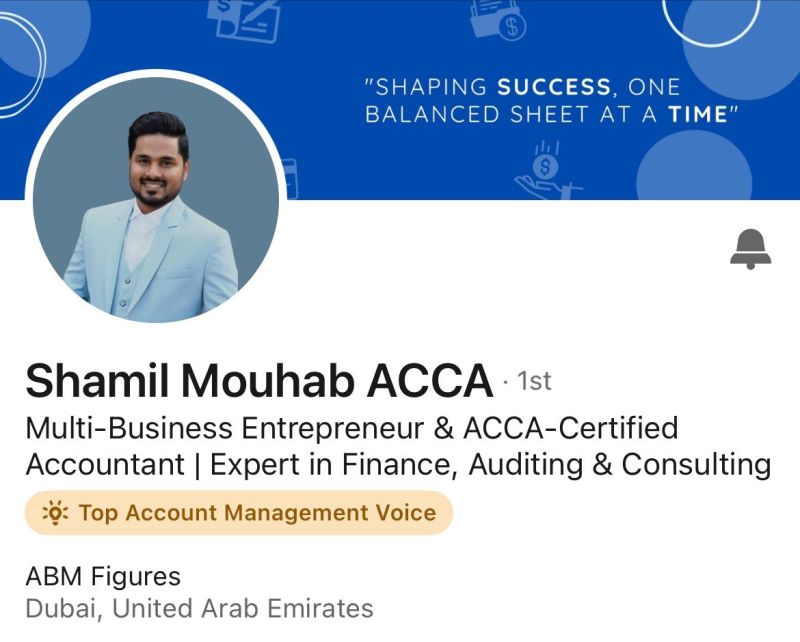 "SHAPING SUCCESS, ONE
BALANCED SHEET AT A TIME"
Shamil Mouhab ACCA · 1st
Multi-Business Entrepreneur & ACCA-Certified
Accountant | Expert in Finance, Auditing & Consulting
Top Account Management Voice
ABM Figures
Dubai, United Arab Emirates